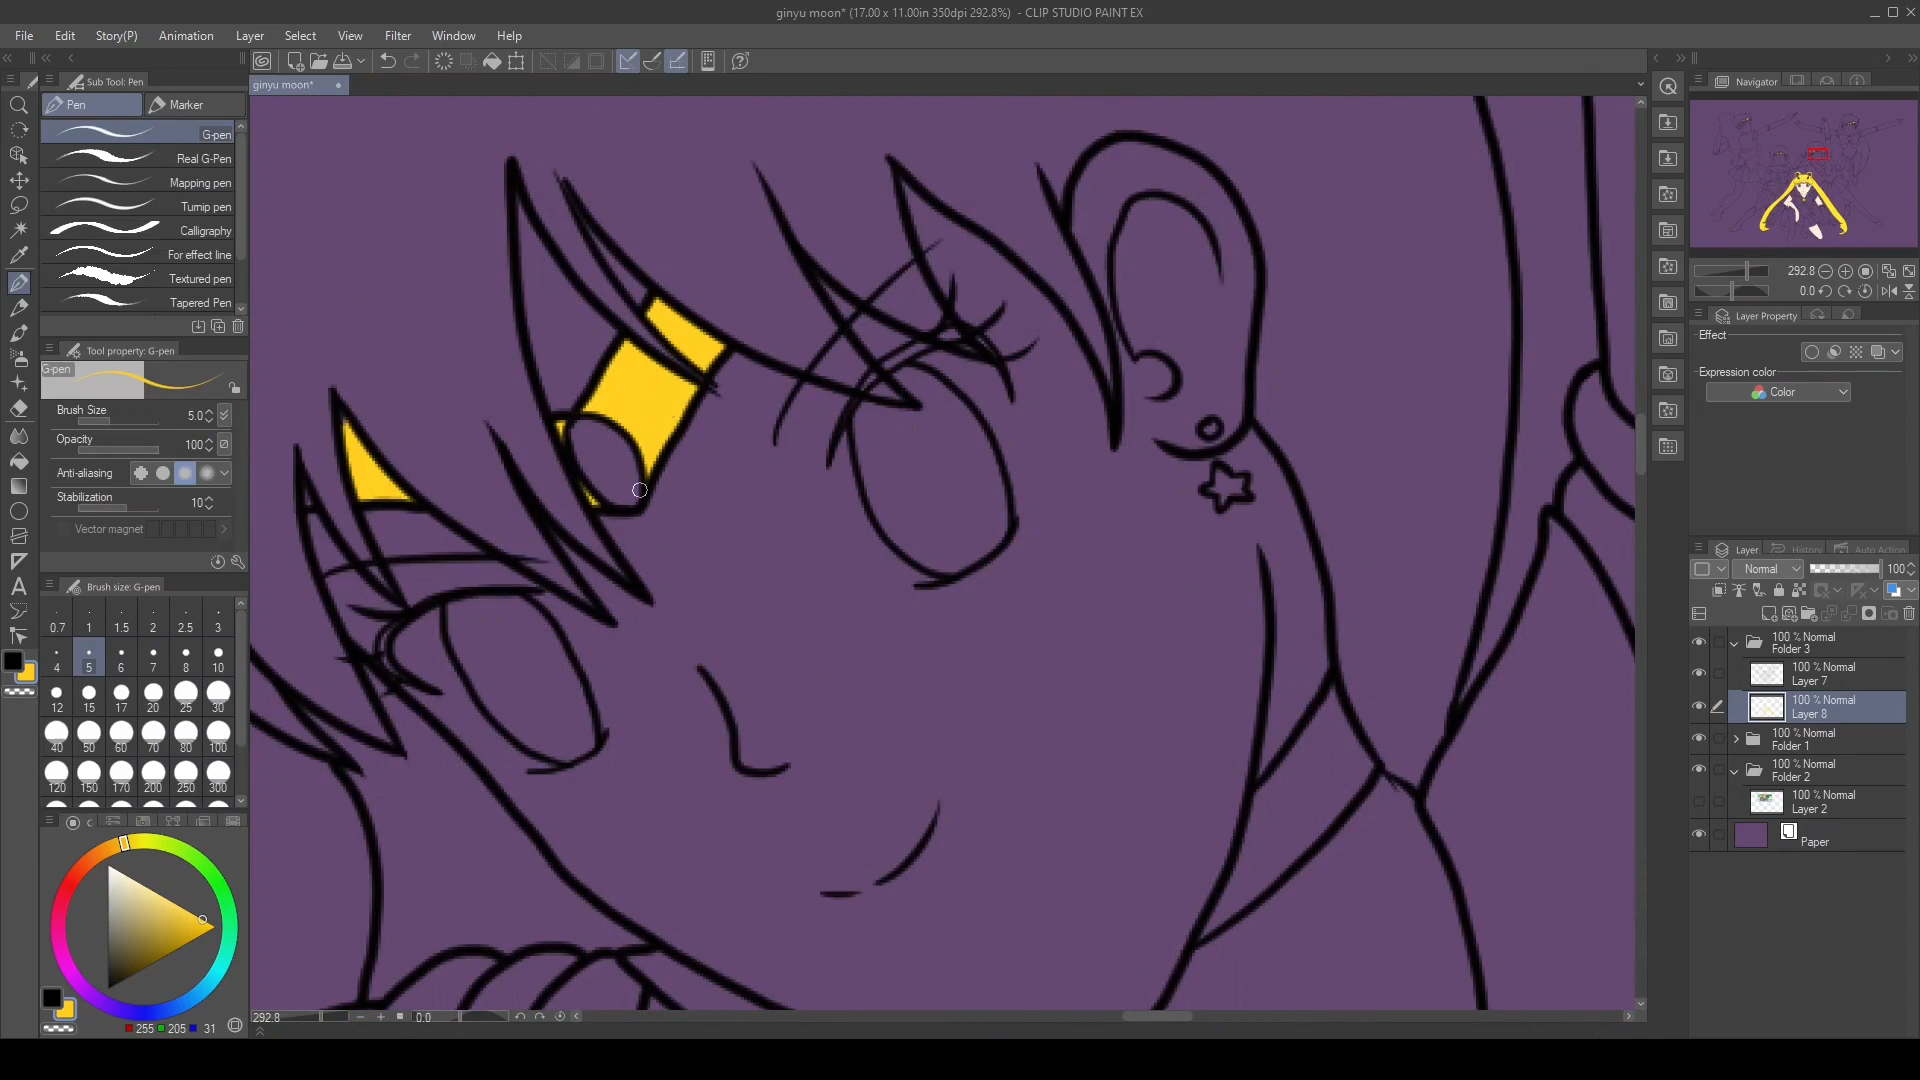 ginyu moon* (17.00 x 11.00in 350dpi 292.8%) - CLIP STUDIO PAINT EX
File Edit Story(P) Animation Layer Select View Filter Window Help
Sub Tool: Pen
Pen Marker
G-pen
Real G-Pen
Mapping pen
Turnip pen
Calligraphy
For effect line
Textured pen
Tapered Pen
Tool property: G-pen
G-pen
Brush Size 5.0
Opacity 100
Anti-aliasing
Stabilization 10
Vector magnet
Brush size: G-pen
0.7 1 1.5 2 2.5 3
4 5 6 7 8 10
12 15 17 20 25 30
40 50 60 70 80 100
120 150 170 200 250 300
C
255 205 31
ginyu moon*
292.8 0.0
Navigator
292.8
0.0
Layer Property
Effect
Expression color
Color
Layer History Auto Action
Normal 100
100 % Normal
Folder 3
100 % Normal
Layer 7
100 % Normal
Layer 8
100 % Normal
Folder 1
100 % Normal
Folder 2
100 % Normal
Layer 2
Paper